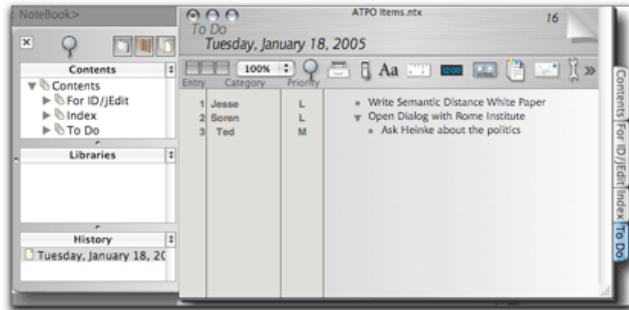 NoteBook>
ATPO Items.ntx
16
To Do
Tuesday, January 18, 2005
100%
Aa
12:00
Entry Category Priority
Contents
Contents
For ID/jEdit
Index
To Do
Libraries
History
Tuesday, January 18, 20
1 Jesse L Write Semantic Distance White Paper
2 Soren L Open Dialog with Rome Institute
3 Ted M Ask Heinke about the politics
Contents
For ID/jEdit
Index
To Do